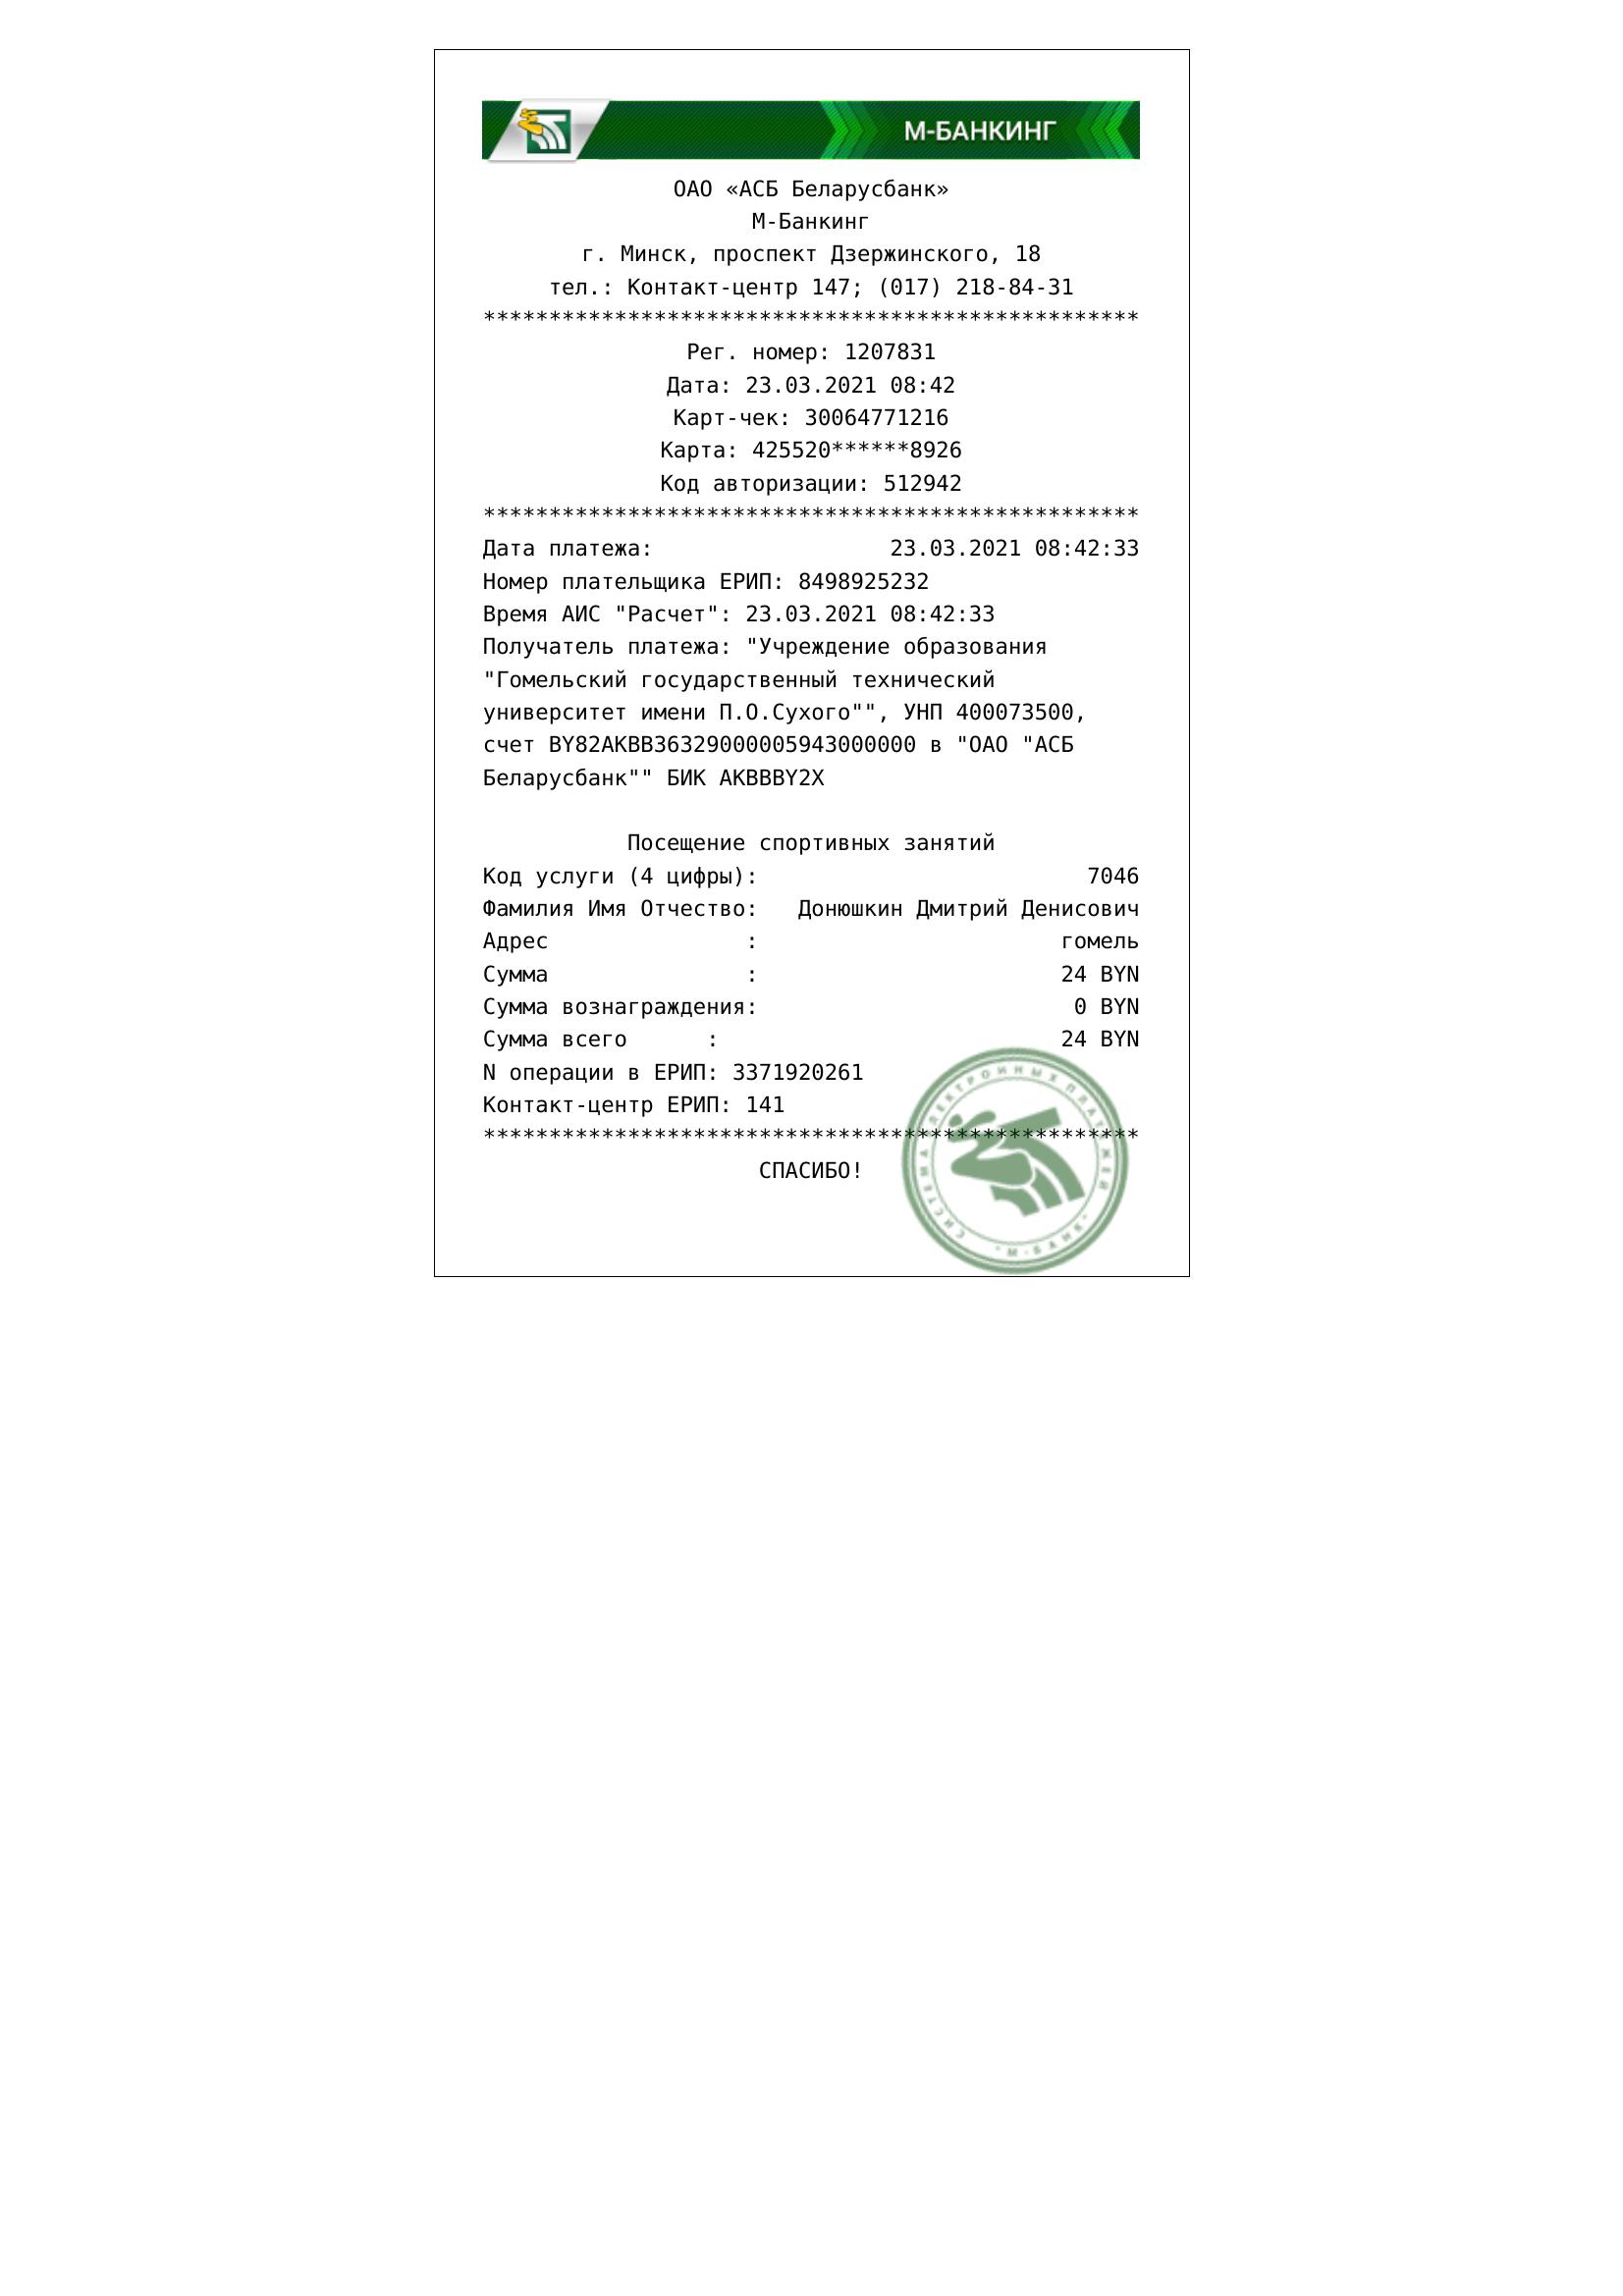 М-БАНКИНГ
ОАО «АСБ Беларусбанк»
М-Банкинг
г. Минск, проспект Дзержинского, 18
тел.: Контакт-центр 147; (017) 218-84-31
**************************************************
Рег. номер: 1207831
Дата: 23.03.2021 08:42
Карт-чек: 30064771216
Карта: 425520******8926
Код авторизации: 512942
**************************************************
Дата платежа: 23.03.2021 08:42:33
Номер плательщика ЕРИП: 8498925232
Время АИС "Расчет": 23.03.2021 08:42:33
Получатель платежа: "Учреждение образования
"Гомельский государственный технический
университет имени П.О.Сухого"", УНП 400073500,
счет BY82AKBB36329000005943000000 в "ОАО "АСБ
Беларусбанк"" БИК AKBBBY2X
Посещение спортивных занятий
Код услуги (4 цифры): 7046
Фамилия Имя Отчество: Донюшкин Дмитрий Денисович
Адрес : гомель
Сумма : 24 BYN
Сумма вознаграждения: 0 BYN
Сумма всего : 24 BYN
N операции в ЕРИП: 3371920261
Контакт-центр ЕРИП: 141
**************************************************
СПАСИБО!
СИСТЕМА ЭЛЕКТРОННЫХ ПЛАТЕЖЕЙ
"М-БАНК"